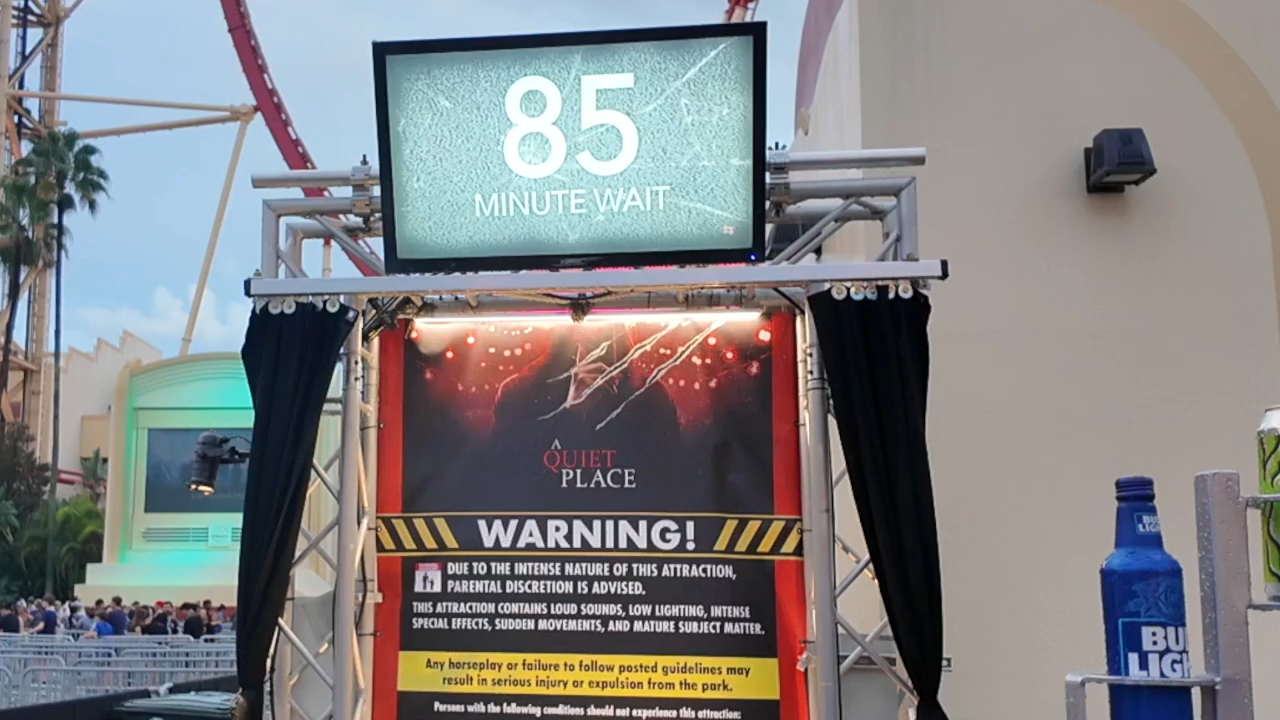 85
MINUTE WAIT
A
QUIET
PLACE
WARNING!
DUE TO THE INTENSE NATURE OF THIS ATTRACTION,
PARENTAL DISCRETION IS ADVISED.
THIS ATTRACTION CONTAINS LOUD SOUNDS, LOW LIGHTING, INTENSE
SPECIAL EFFECTS, SUDDEN MOVEMENTS, AND MATURE SUBJECT MATTER.
Any horseplay or failure to follow posted guidelines may
result in serious injury or expulsion from the park.
Persons with the following conditions should not experience this attraction:
BUD
LIGHT